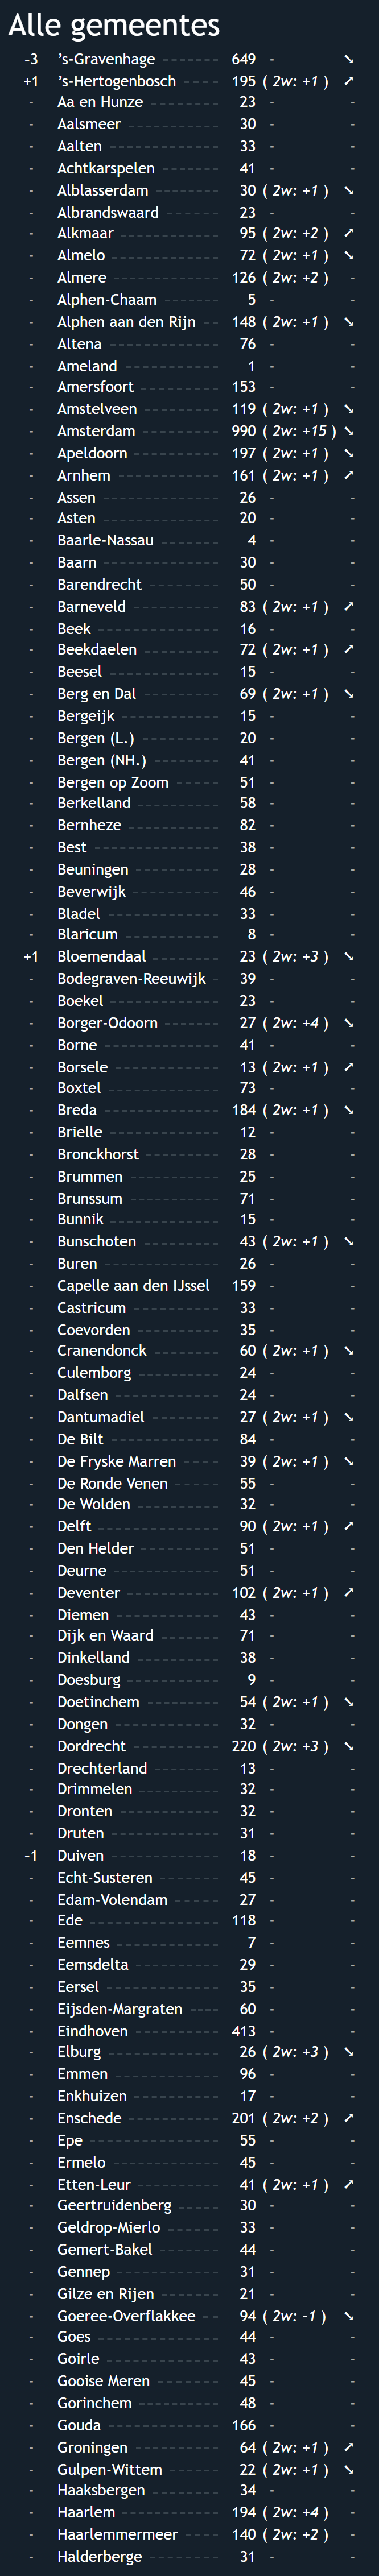 Alle gemeentes
-3 ’s-Gravenhage 649 - ➘
+1 ’s-Hertogenbosch 195 ( 2w: +1 ) ➚
- Aa en Hunze 23 - -
- Aalsmeer 30 - -
- Aalten 33 - -
- Achtkarspelen 41 - -
- Alblasserdam 30 ( 2w: +1 ) ➘
- Albrandswaard 23 - -
- Alkmaar 95 ( 2w: +2 ) ➚
- Almelo 72 ( 2w: +1 ) ➘
- Almere 126 ( 2w: +2 ) -
- Alphen-Chaam 5 - -
- Alphen aan den Rijn 148 ( 2w: +1 ) ➘
- Altena 76 - -
- Ameland 1 - -
- Amersfoort 153 - -
- Amstelveen 119 ( 2w: +1 ) ➘
- Amsterdam 990 ( 2w: +15 ) ➘
- Apeldoorn 197 ( 2w: +1 ) ➘
- Arnhem 161 ( 2w: +1 ) ➚
- Assen 26 - -
- Asten 20 - -
- Baarle-Nassau 4 - -
- Baarn 30 - -
- Barendrecht 50 - -
- Barneveld 83 ( 2w: +1 ) ➚
- Beek 16 - -
- Beekdaelen 72 ( 2w: +1 ) ➚
- Beesel 15 - -
- Berg en Dal 69 ( 2w: +1 ) ➘
- Bergeijk 15 - -
- Bergen (L.) 20 - -
- Bergen (NH.) 41 - -
- Bergen op Zoom 51 - -
- Berkelland 58 - -
- Bernheze 82 - -
- Best 38 - -
- Beuningen 28 - -
- Beverwijk 46 - -
- Bladel 33 - -
- Blaricum 8 - -
+1 Bloemendaal 23 ( 2w: +3 ) ➘
- Bodegraven-Reeuwijk 39 - -
- Boekel 23 - -
- Borger-Odoorn 27 ( 2w: +4 ) ➘
- Borne 41 - -
- Borsele 13 ( 2w: +1 ) ➚
- Boxtel 73 - -
- Breda 184 ( 2w: +1 ) ➘
- Brielle 12 - -
- Bronckhorst 28 - -
- Brummen 25 - -
- Brunssum 71 - -
- Bunnik 15 - -
- Bunschoten 43 ( 2w: +1 ) ➘
- Buren 26 - -
- Capelle aan den IJssel 159 - -
- Castricum 33 - -
- Coevorden 35 - -
- Cranendonck 60 ( 2w: +1 ) ➘
- Culemborg 24 - -
- Dalfsen 24 - -
- Dantumadiel 27 ( 2w: +1 ) ➘
- De Bilt 84 - -
- De Fryske Marren 39 ( 2w: +1 ) ➘
- De Ronde Venen 55 - -
- De Wolden 32 - -
- Delft 90 ( 2w: +1 ) ➚
- Den Helder 51 - -
- Deurne 51 - -
- Deventer 102 ( 2w: +1 ) ➚
- Diemen 43 - -
- Dijk en Waard 71 - -
- Dinkelland 38 - -
- Doesburg 9 - -
- Doetinchem 54 ( 2w: +1 ) ➘
- Dongen 32 - -
- Dordrecht 220 ( 2w: +3 ) ➘
- Drechterland 13 - -
- Drimmelen 32 - -
- Dronten 32 - -
- Druten 31 - -
-1 Duiven 18 - -
- Echt-Susteren 45 - -
- Edam-Volendam 27 - -
- Ede 118 - -
- Eemnes 7 - -
- Eemsdelta 29 - -
- Eersel 35 - -
- Eijsden-Margraten 60 - -
- Eindhoven 413 - -
- Elburg 26 ( 2w: +3 ) ➘
- Emmen 96 - -
- Enkhuizen 17 - -
- Enschede 201 ( 2w: +2 ) ➚
- Epe 55 - -
- Ermelo 45 - -
- Etten-Leur 41 ( 2w: +1 ) ➚
- Geertruidenberg 30 - -
- Geldrop-Mierlo 33 - -
- Gemert-Bakel 44 - -
- Gennep 31 - -
- Gilze en Rijen 21 - -
- Goeree-Overflakkee 94 ( 2w: -1 ) ➘
- Goes 44 - -
- Goirle 43 - -
- Gooise Meren 45 - -
- Gorinchem 48 - -
- Gouda 166 - -
- Groningen 64 ( 2w: +1 ) ➚
- Gulpen-Wittem 22 ( 2w: +1 ) ➘
- Haaksbergen 34 - -
- Haarlem 194 ( 2w: +4 ) -
- Haarlemmermeer 140 ( 2w: +2 ) -
- Halderberge 31 - -